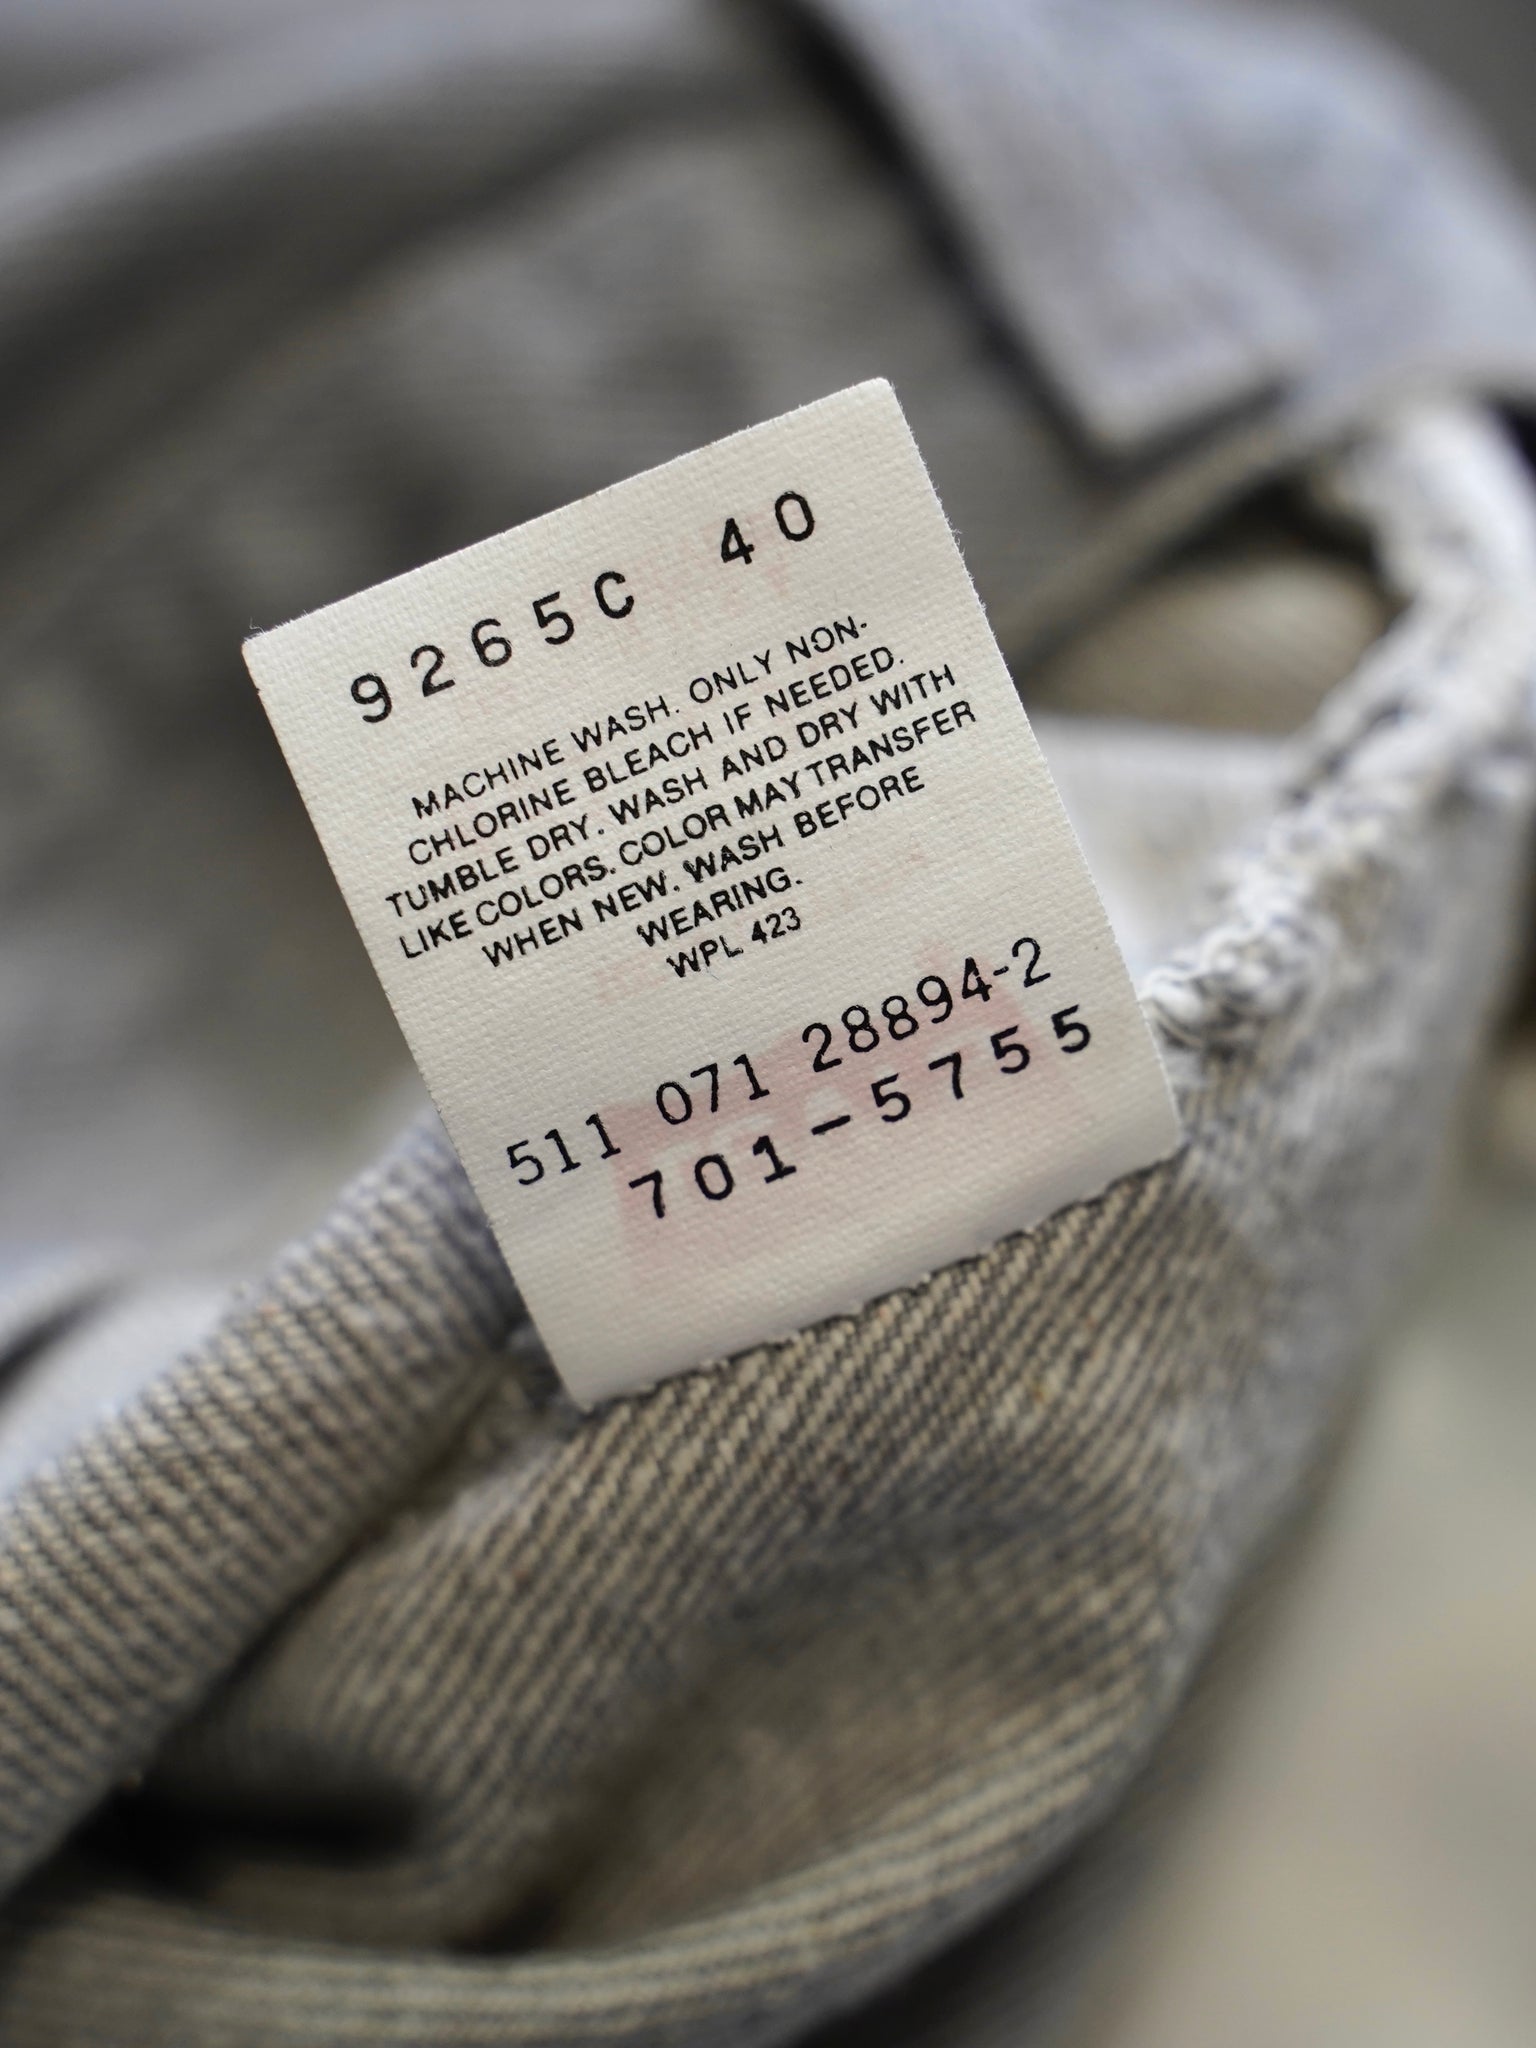 9265C 40
MACHINE WASH. ONLY NON-
CHLORINE BLEACH IF NEEDED.
TUMBLE DRY. WASH AND DRY WITH
LIKE COLORS. COLOR MAY TRANSFER
WHEN NEW. WASH BEFORE
WEARING.
WPL 423
511 071 28894-2
701-5755